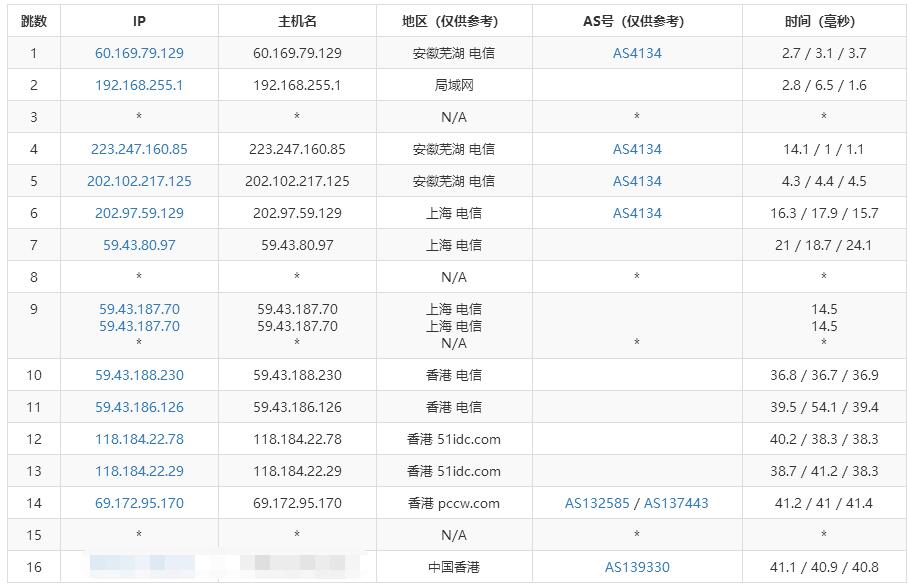 跳数 IP 主机名 地区（仅供参考） AS号（仅供参考） 时间（毫秒）
1 60.169.79.129 60.169.79.129 安徽芜湖 电信 AS4134 2.7 / 3.1 / 3.7
2 192.168.255.1 192.168.255.1 局域网 2.8 / 6.5 / 1.6
3 * * N/A * *
4 223.247.160.85 223.247.160.85 安徽芜湖 电信 AS4134 14.1 / 1 / 1.1
5 202.102.217.125 202.102.217.125 安徽芜湖 电信 AS4134 4.3 / 4.4 / 4.5
6 202.97.59.129 202.97.59.129 上海 电信 AS4134 16.3 / 17.9 / 15.7
7 59.43.80.97 59.43.80.97 上海 电信 21 / 18.7 / 24.1
8 * * N/A * *
9 59.43.187.70 59.43.187.70 上海 电信 14.5
59.43.187.70 59.43.187.70 上海 电信 14.5
* * N/A * *
10 59.43.188.230 59.43.188.230 香港 电信 36.8 / 36.7 / 36.9
11 59.43.186.126 59.43.186.126 香港 电信 39.5 / 54.1 / 39.4
12 118.184.22.78 118.184.22.78 香港 51idc.com 40.2 / 38.3 / 38.3
13 118.184.22.29 118.184.22.29 香港 51idc.com 38.7 / 41.2 / 38.3
14 69.172.95.170 69.172.95.170 香港 pccw.com AS132585 / AS137443 41.2 / 41 / 41.4
15 * * N/A * *
16 中国香港 AS139330 41.1 / 40.9 / 40.8